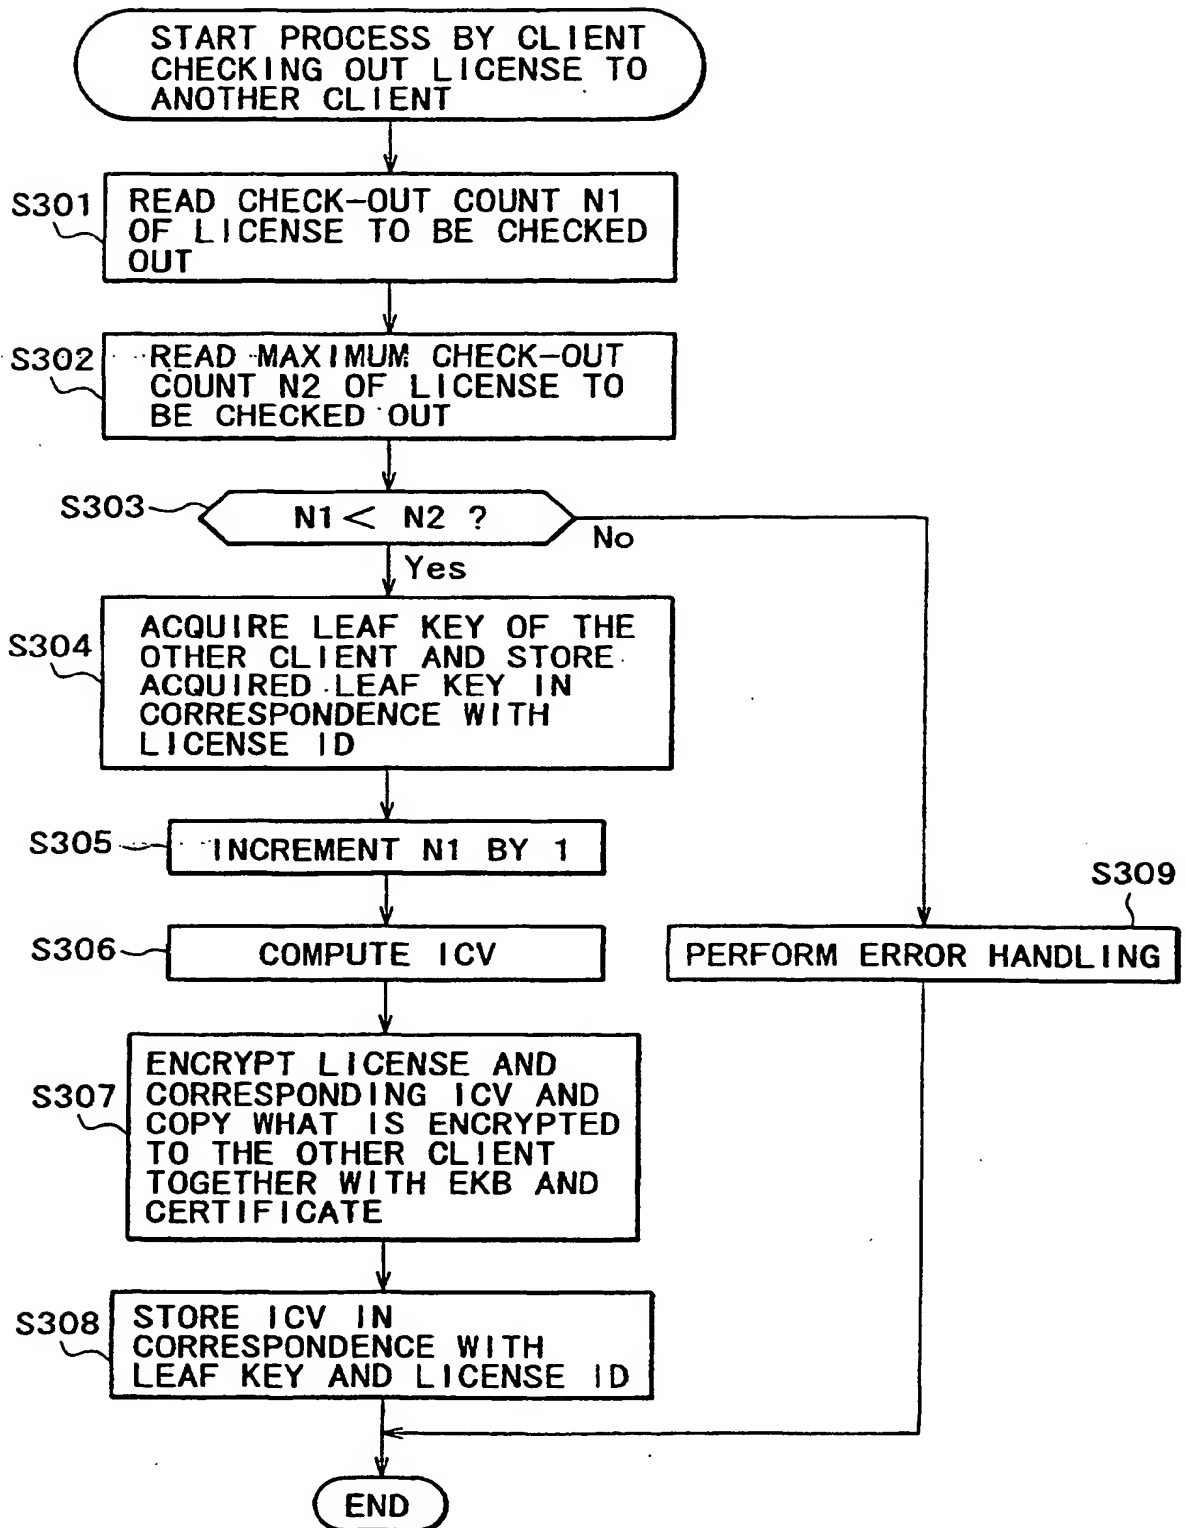 START PROCESS BY CLIENT
CHECKING OUT LICENSE TO
ANOTHER CLIENT
S301
READ CHECK-OUT COUNT N1
OF LICENSE TO BE CHECKED
OUT
S302
READ MAXIMUM CHECK-OUT
COUNT N2 OF LICENSE TO
BE CHECKED OUT
S303
N1 < N2 ?
No
Yes
S304
ACQUIRE LEAF KEY OF THE
OTHER CLIENT AND STORE
ACQUIRED LEAF KEY IN
CORRESPONDENCE WITH
LICENSE ID
S305
INCREMENT N1 BY 1
S306
COMPUTE ICV
S309
PERFORM ERROR HANDLING
S307
ENCRYPT LICENSE AND
CORRESPONDING ICV AND
COPY WHAT IS ENCRYPTED
TO THE OTHER CLIENT
TOGETHER WITH EKB AND
CERTIFICATE
S308
STORE ICV IN
CORRESPONDENCE WITH
LEAF KEY AND LICENSE ID
END